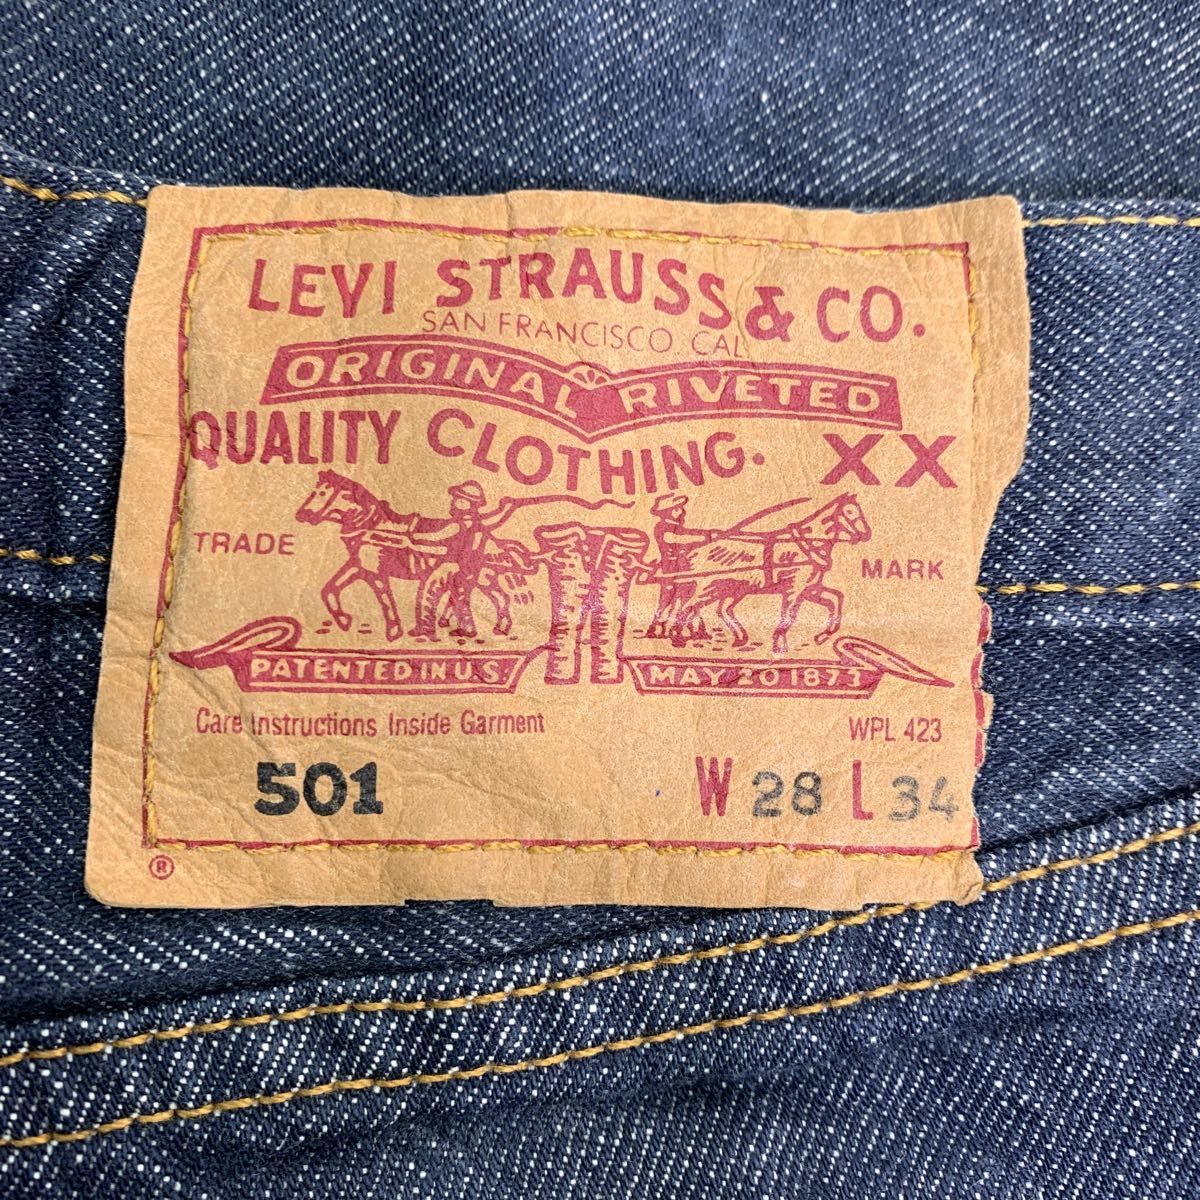 LEVI STRAUSS & CO.
SAN FRANCISCO CAL
ORIGINAL RIVETED
QUALITY CLOTHING. XX
TRADE MARK
PATENTED IN U.S. MAY 20 1873
Care Instructions Inside Garment WPL 423
501 W 28 L 34
®